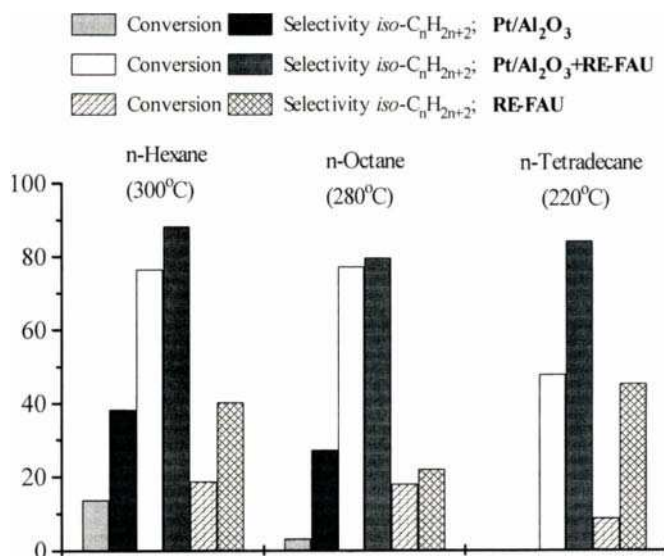 Conversion Selectivity iso-CₙH₂ₙ₊₂; Pt/Al₂O₃
Conversion Selectivity iso-CₙH₂ₙ₊₂; Pt/Al₂O₃+RE-FAU
Conversion Selectivity iso-CₙH₂ₙ₊₂; RE-FAU
n-Hexane n-Octane n-Tetradecane
(300°C) (280°C) (220°C)
100
80
60
40
20
0